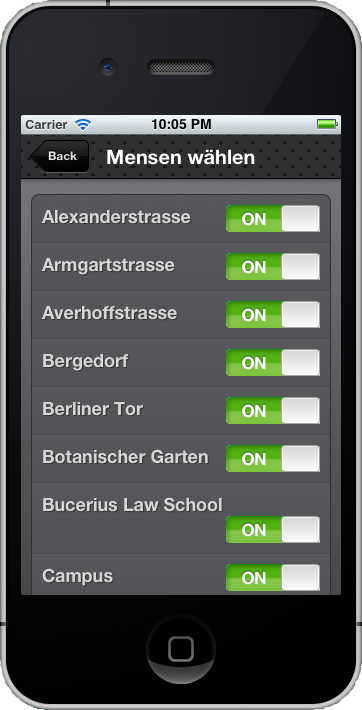 Carrier 10:05 PM
Back Mensen wählen
Alexanderstrasse ON
Armgartstrasse ON
Averhoffstrasse ON
Bergedorf ON
Berliner Tor ON
Botanischer Garten ON
Bucerius Law School
ON
Campus ON